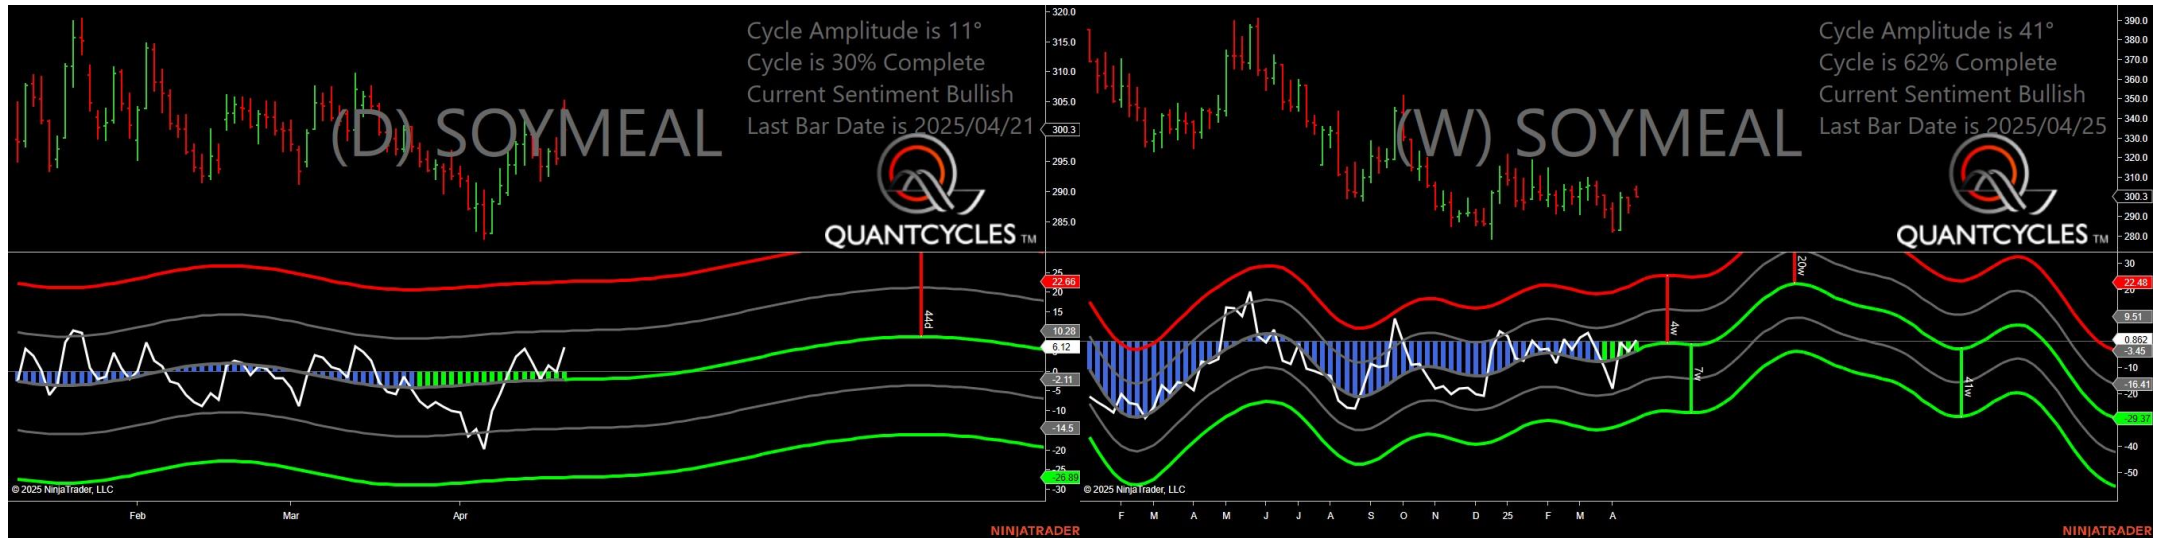 Cycle Amplitude is 11°
Cycle is 30% Complete
Current Sentiment Bullish
Last Bar Date is 2025/04/21
(D) SOYMEAL
QUANTCYCLES TM
320.0
315.0
310.0
305.0
300.3
295.0
290.0
285.0
25
22.66
20
15
10.28
6.12
0
-2.11
-5
-10
-14.5
-20
-25
-26.89
-30
44d
© 2025 NinjaTrader, LLC
Feb Mar Apr
NINJATRADER
Cycle Amplitude is 41°
Cycle is 62% Complete
Current Sentiment Bullish
Last Bar Date is 2025/04/25
(W) SOYMEAL
QUANTCYCLES TM
390.0
380.0
370.0
360.0
350.0
340.0
330.0
320.0
310.0
300.3
290.0
280.0
30
22.48
20
9.51
0.862
-3.45
-10
-16.41
-20
-29.37
-40
-50
20w
4w
7w
41w
© 2025 NinjaTrader, LLC
F M A M J J A S O N D 25 F M A
NINJATRADER